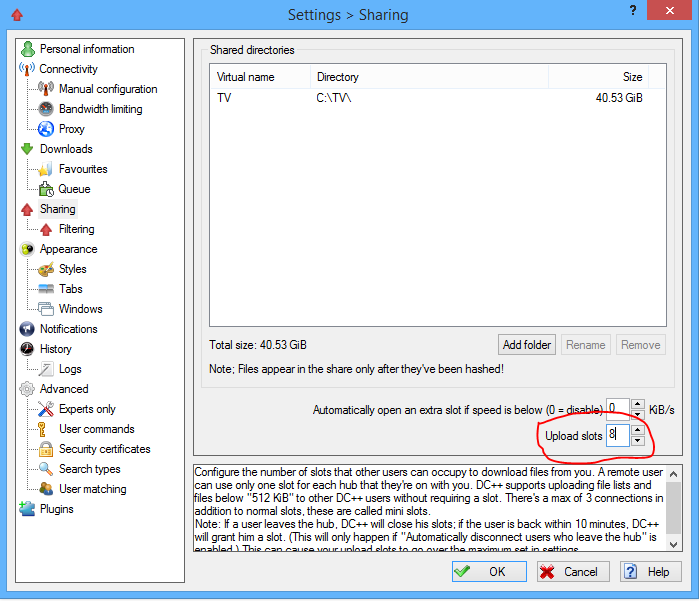 Settings > Sharing
?
Personal information
Connectivity
Manual configuration
Bandwidth limiting
Proxy
Downloads
Favourites
Queue
Sharing
Filtering
Appearance
Styles
Tabs
Windows
Notifications
History
Logs
Advanced
Experts only
User commands
Security certificates
Search types
User matching
Plugins
Shared directories
Virtual name Directory Size
TV C:\TV\ 40.53 GiB
Total size: 40.53 GiB
Add folder
Rename
Remove
Note; Files appear in the share only after they've been hashed!
Automatically open an extra slot if speed is below (0 = disable) 0 KiB/s
Upload slots 8
Configure the number of slots that other users can occupy to download files from you. A remote user
can use only one slot for each hub that they're on with you. DC++ supports uploading file lists and
files below "512 KiB" to other DC++ users without requiring a slot. There's a max of 3 connections in
addition to normal slots, these are called mini slots.
Note: If a user leaves the hub, DC++ will close his slots; if the user is back within 10 minutes, DC++
will grant him a slot. (This will only happen if "Automatically disconnect users who leave the hub" is
enabled.) This can cause your upload slots to go over the maximum set in settings
OK
Cancel
Help